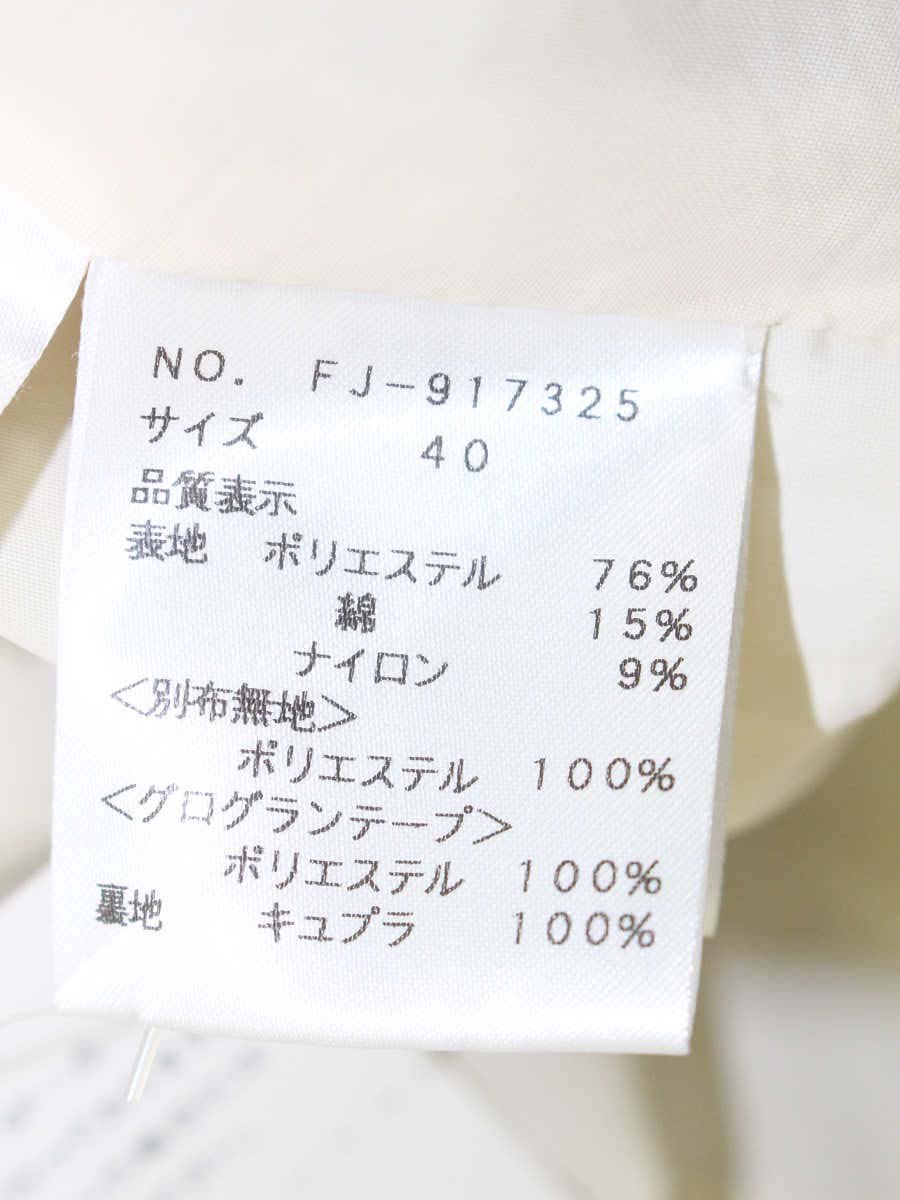 NO. FJ-917325
サイズ 40
品質表示
表地 ポリエステル 76%
綿 15%
ナイロン 9%
<別布無地>
ポリエステル 100%
<グログランテープ>
ポリエステル 100%
裏地 キュプラ 100%